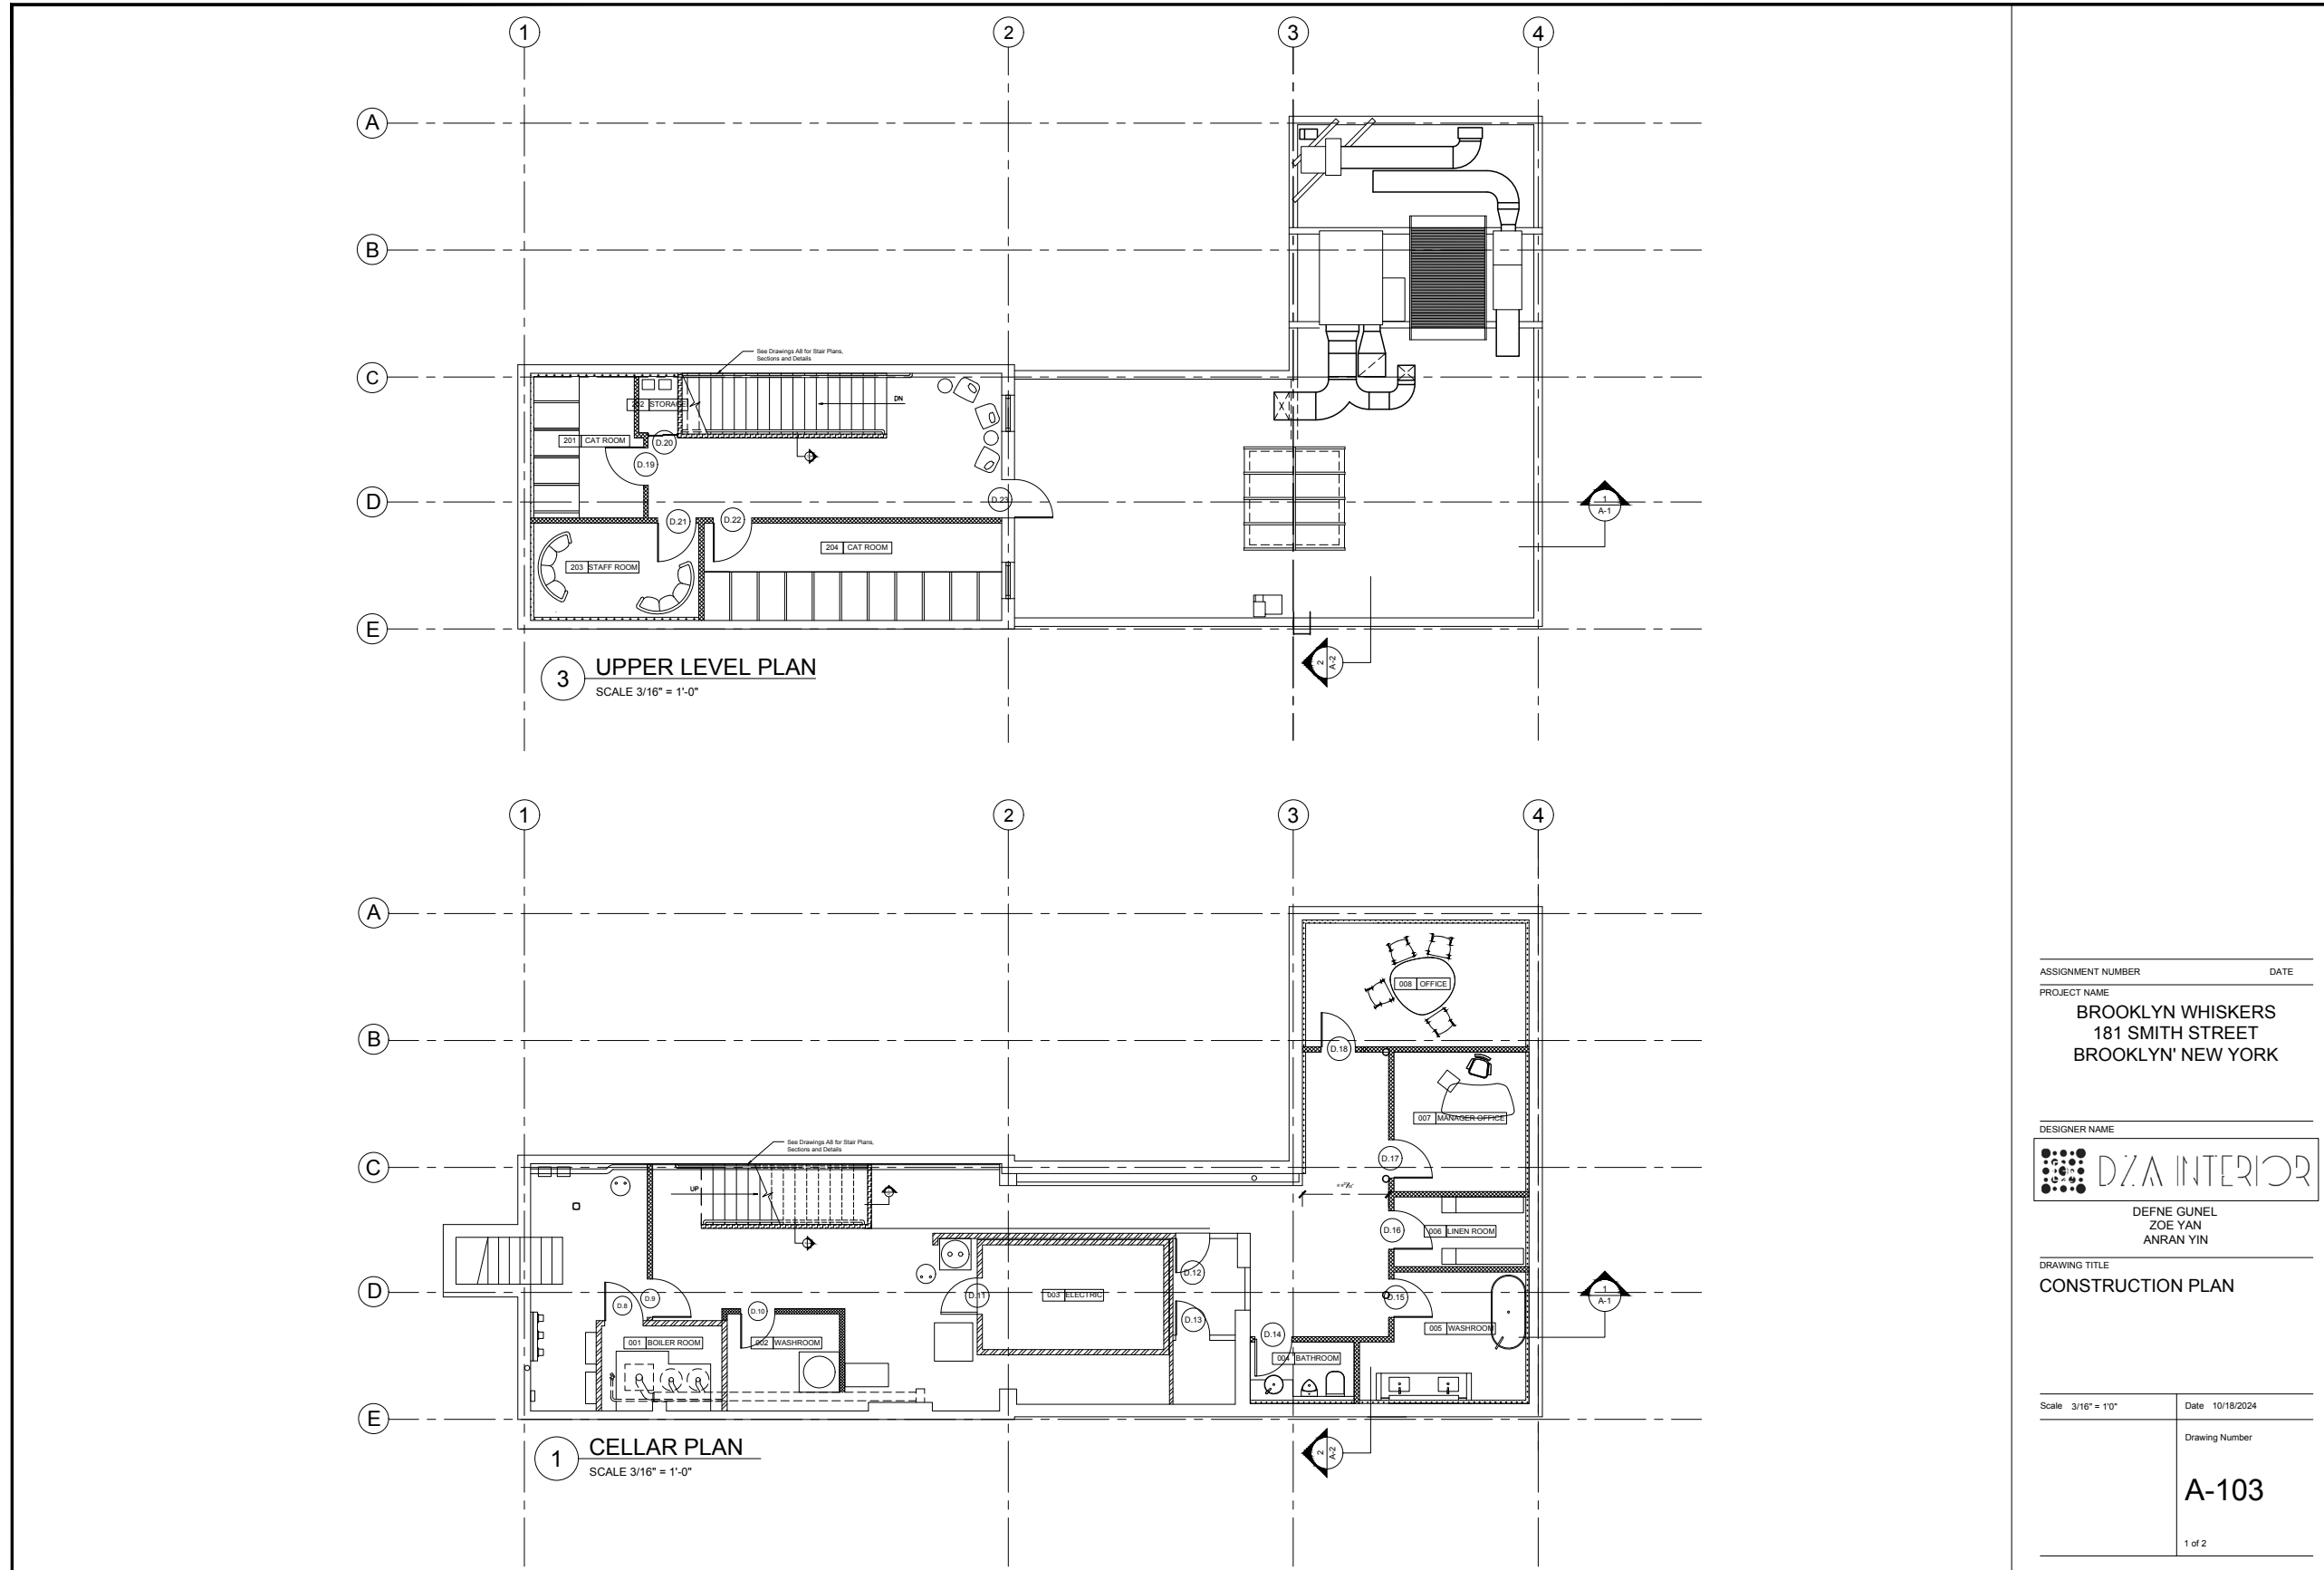 1
2
3
4
A
B
C
D
E
See Drawings A8 for Stair Plans,
Sections and Details
DN
202 STORAGE
201 CAT ROOM
D.20
D.19
D.23
D.21
D.22
204 CAT ROOM
203 STAFF ROOM
1
A-1
2
A-2
3
UPPER LEVEL PLAN
SCALE 3/16" = 1'-0"
1
2
3
4
A
B
C
D
E
008 OFFICE
D.18
007 MANAGER OFFICE
See Drawings A8 for Stair Plans,
Sections and Details
D.17
UP
D.16
006 LINEN ROOM
D.12
D.11
003 ELECTRIC
D.15
D.8
D.9
D.10
D.13
D.14
005 WASHROOM
001 BOILER ROOM
002 WASHROOM
004 BATHROOM
1
A-1
2
A-2
1
CELLAR PLAN
SCALE 3/16" = 1'-0"
ASSIGNMENT NUMBER DATE
PROJECT NAME
BROOKLYN WHISKERS
181 SMITH STREET
BROOKLYN' NEW YORK
DESIGNER NAME
DZA INTERIOR
DEFNE GUNEL
ZOE YAN
ANRAN YIN
DRAWING TITLE
CONSTRUCTION PLAN
Scale 3/16" = 1'0"
Date 10/18/2024
Drawing Number
A-103
1 of 2